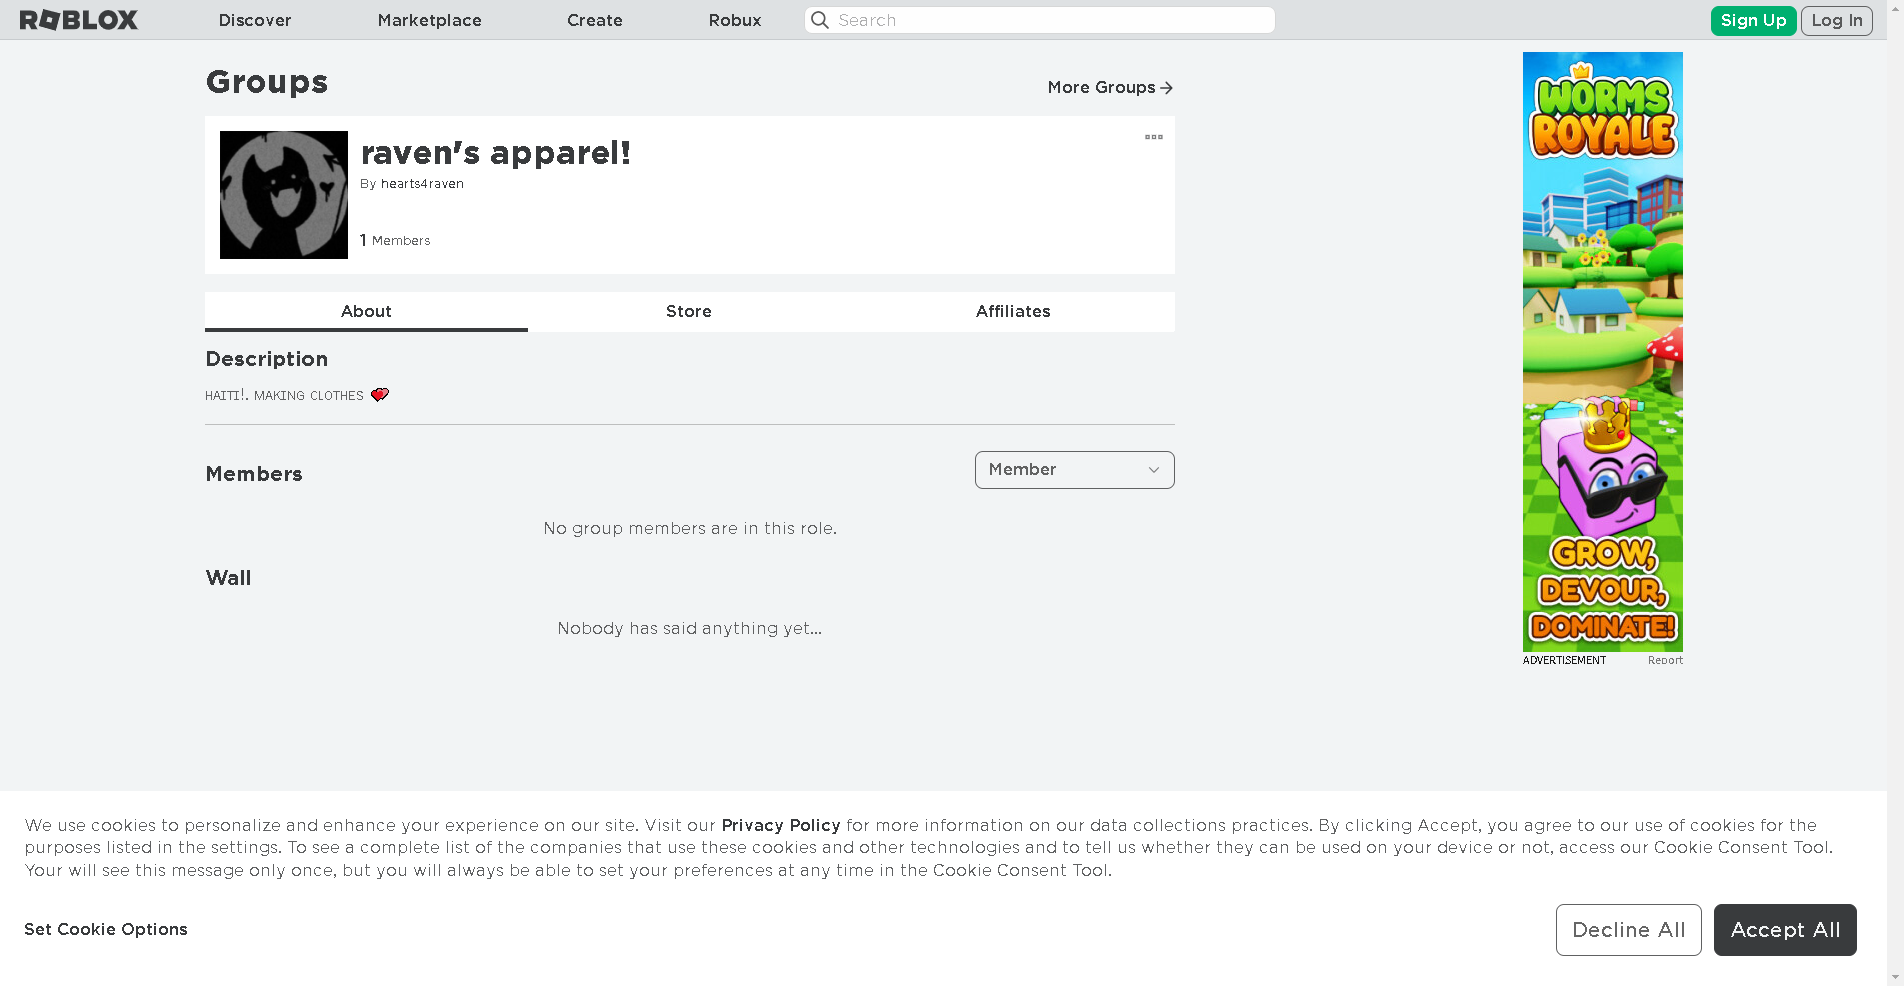 ROBLOX
Discover
Marketplace
Create
Robux
Search
Sign Up
Log In
Groups
More Groups
raven's apparel!
By hearts4raven
1 Members
About
Store
Affiliates
Description
ʜᴀɪᴛɪ!. ᴍᴀᴋɪɴɢ ᴄʟᴏᴛʜᴇs 💕
Members
Member
No group members are in this role.
Wall
Nobody has said anything yet...
WORMS
ROYALE
GROW,
DEVOUR,
DOMINATE!
ADVERTISEMENT
Report
We use cookies to personalize and enhance your experience on our site. Visit our Privacy Policy for more information on our data collections practices. By clicking Accept, you agree to our use of cookies for the
purposes listed in the settings. To see a complete list of the companies that use these cookies and other technologies and to tell us whether they can be used on your device or not, access our Cookie Consent Tool.
Your will see this message only once, but you will always be able to set your preferences at any time in the Cookie Consent Tool.
Set Cookie Options
Decline All
Accept All